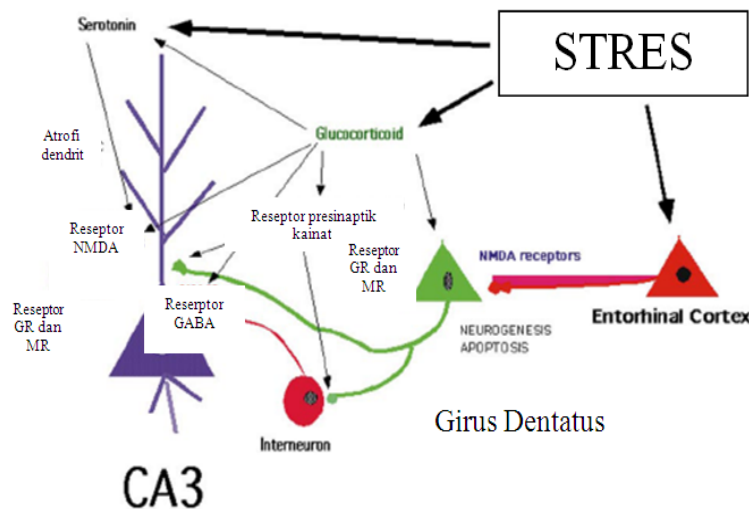 Serotonin
STRES
Atrofi
dendrit
Glucocorticoid
Reseptor
NMDA
Reseptor presinaptik
kainat
Reseptor
GR dan
MR
NMDA receptors
Reseptor
GR dan
MR
Reserptor
GABA
Entorhinal Cortex
NEUROGENESIS
APOPTOSIS
Interneuron
Girus Dentatus
CA3